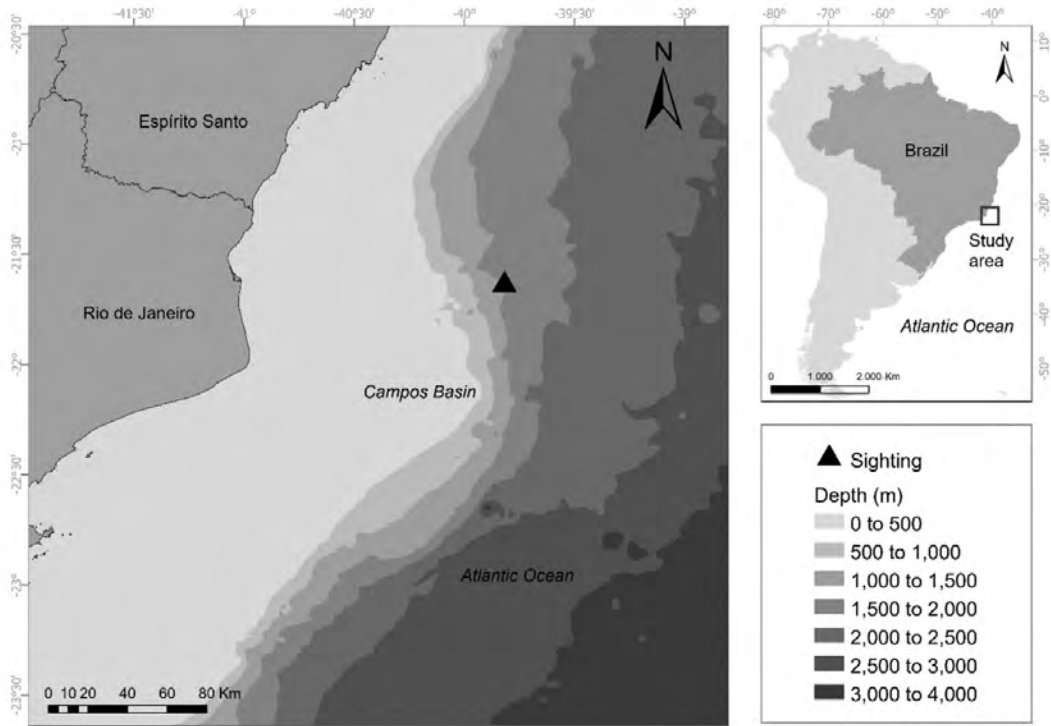 -41°30' -41° -40°30' -40° -39°30' -39°
-20°30'
-21°
-21°30'
-22°
-22°30'
-23°
-23°30'
N
Espírito Santo
Rio de Janeiro
Campos Basin
Atlantic Ocean
0 10 20 40 60 80 Km
-80° -70° -60° -50° -40°
10°
0°
-10°
-20°
-30°
-40°
-50°
N
Brazil
Study
area
Atlantic Ocean
0 1.000 2.000 Km
Sighting
Depth (m)
0 to 500
500 to 1,000
1,000 to 1,500
1,500 to 2,000
2,000 to 2,500
2,500 to 3,000
3,000 to 4,000